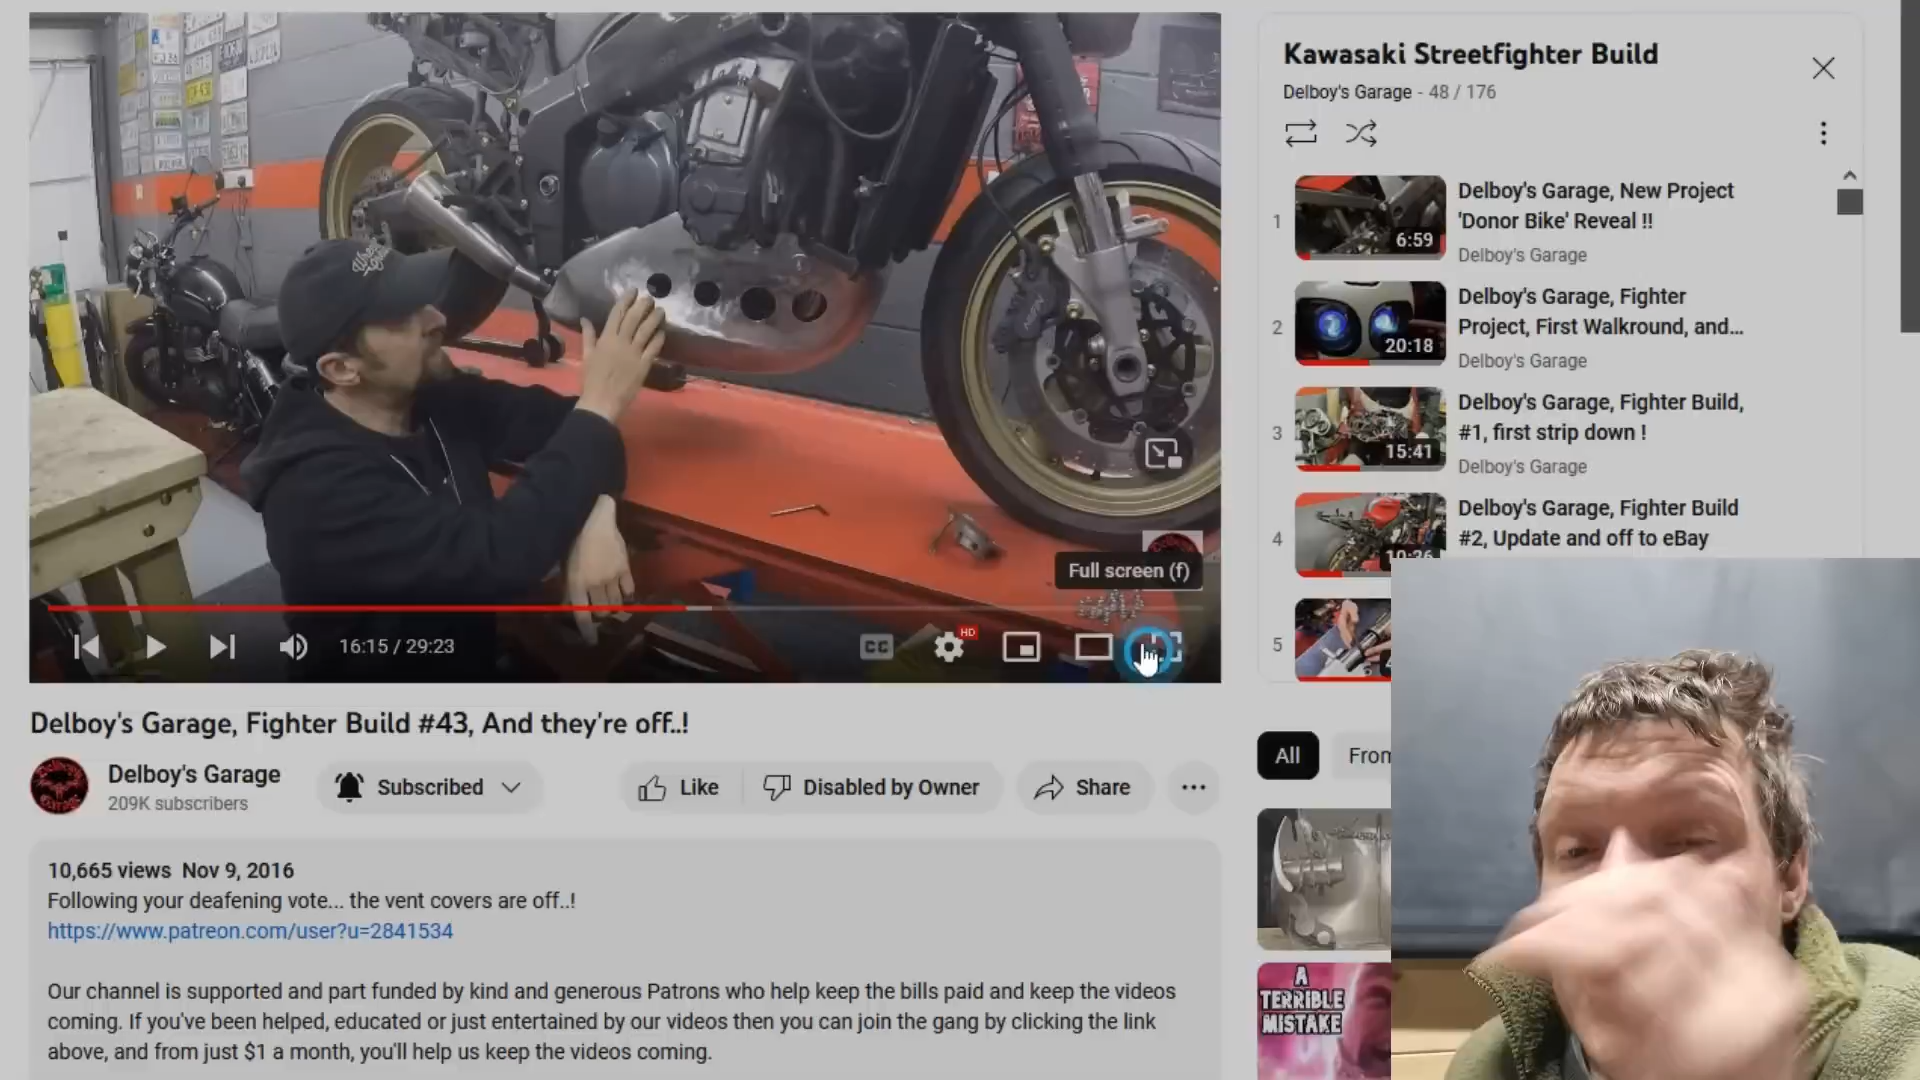 Full screen (f)
16:15 / 29:23
CC
HD
Delboy's Garage, Fighter Build #43, And they're off..!
Delboy's Garage
209K subscribers
Subscribed
Like
Disabled by Owner
Share
10,665 views Nov 9, 2016
Following your deafening vote... the vent covers are off..!
https://www.patreon.com/user?u=2841534
Our channel is supported and part funded by kind and generous Patrons who help keep the bills paid and keep the videos
coming. If you've been helped, educated or just entertained by our videos then you can join the gang by clicking the link
above, and from just $1 a month, you'll help us keep the videos coming.
Kawasaki Streetfighter Build
Delboy's Garage - 48 / 176
1
6:59
Delboy's Garage, New Project
'Donor Bike' Reveal !!
Delboy's Garage
2
20:18
Delboy's Garage, Fighter
Project, First Walkround, and...
Delboy's Garage
3
15:41
Delboy's Garage, Fighter Build,
#1, first strip down !
Delboy's Garage
4
Delboy's Garage, Fighter Build
#2, Update and off to eBay
5
All
From
A
TERRIBLE
MISTAKE